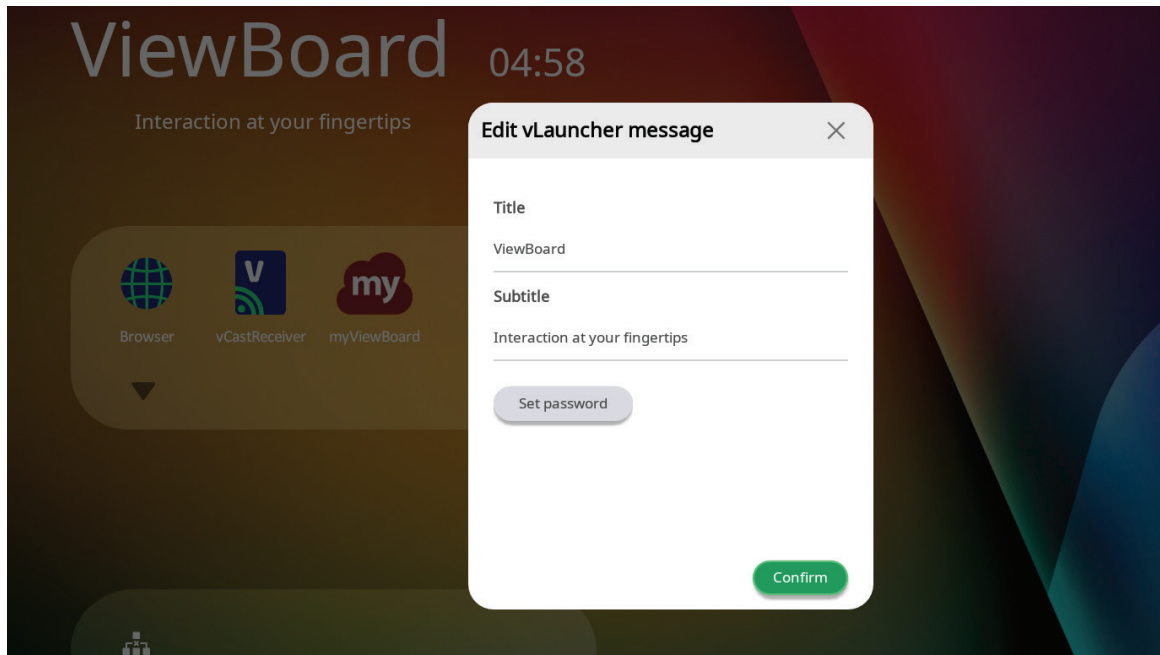 ViewBoard 04:58
Interaction at your fingertips
Browser
vCastReceiver
myViewBoard
V
my
Edit vLauncher message
Title
ViewBoard
Subtitle
Interaction at your fingertips
Set password
Confirm